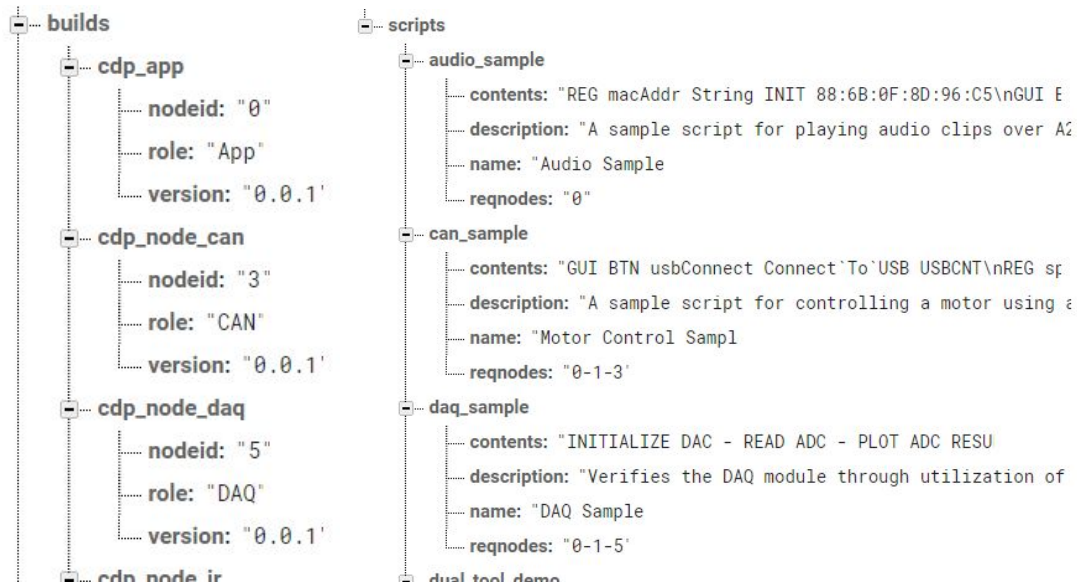 builds
cdp_app
nodeid: "0"
role: "App"
version: "0.0.1'
cdp_node_can
nodeid: "3"
role: "CAN"
version: "0.0.1'
cdp_node_daq
nodeid: "5"
role: "DAQ"
version: "0.0.1'
cdp_node_ir
scripts
audio_sample
contents: "REG macAddr String INIT 88:6B:0F:8D:96:C5\nGUI
description: "A sample script for playing audio clips over
name: "Audio Sample
reqnodes: "0"
can_sample
contents: "GUI BTN usbConnect Connect`To`USB USBCNT\nREG sp
description: "A sample script for controlling a motor using
name: "Motor Control Sampl
reqnodes: "0-1-3'
daq_sample
contents: "INITIALIZE DAC - READ ADC - PLOT ADC RESU
description: "Verifies the DAQ module through utilization of
name: "DAQ Sample
reqnodes: "0-1-5'
dual_tool_demo